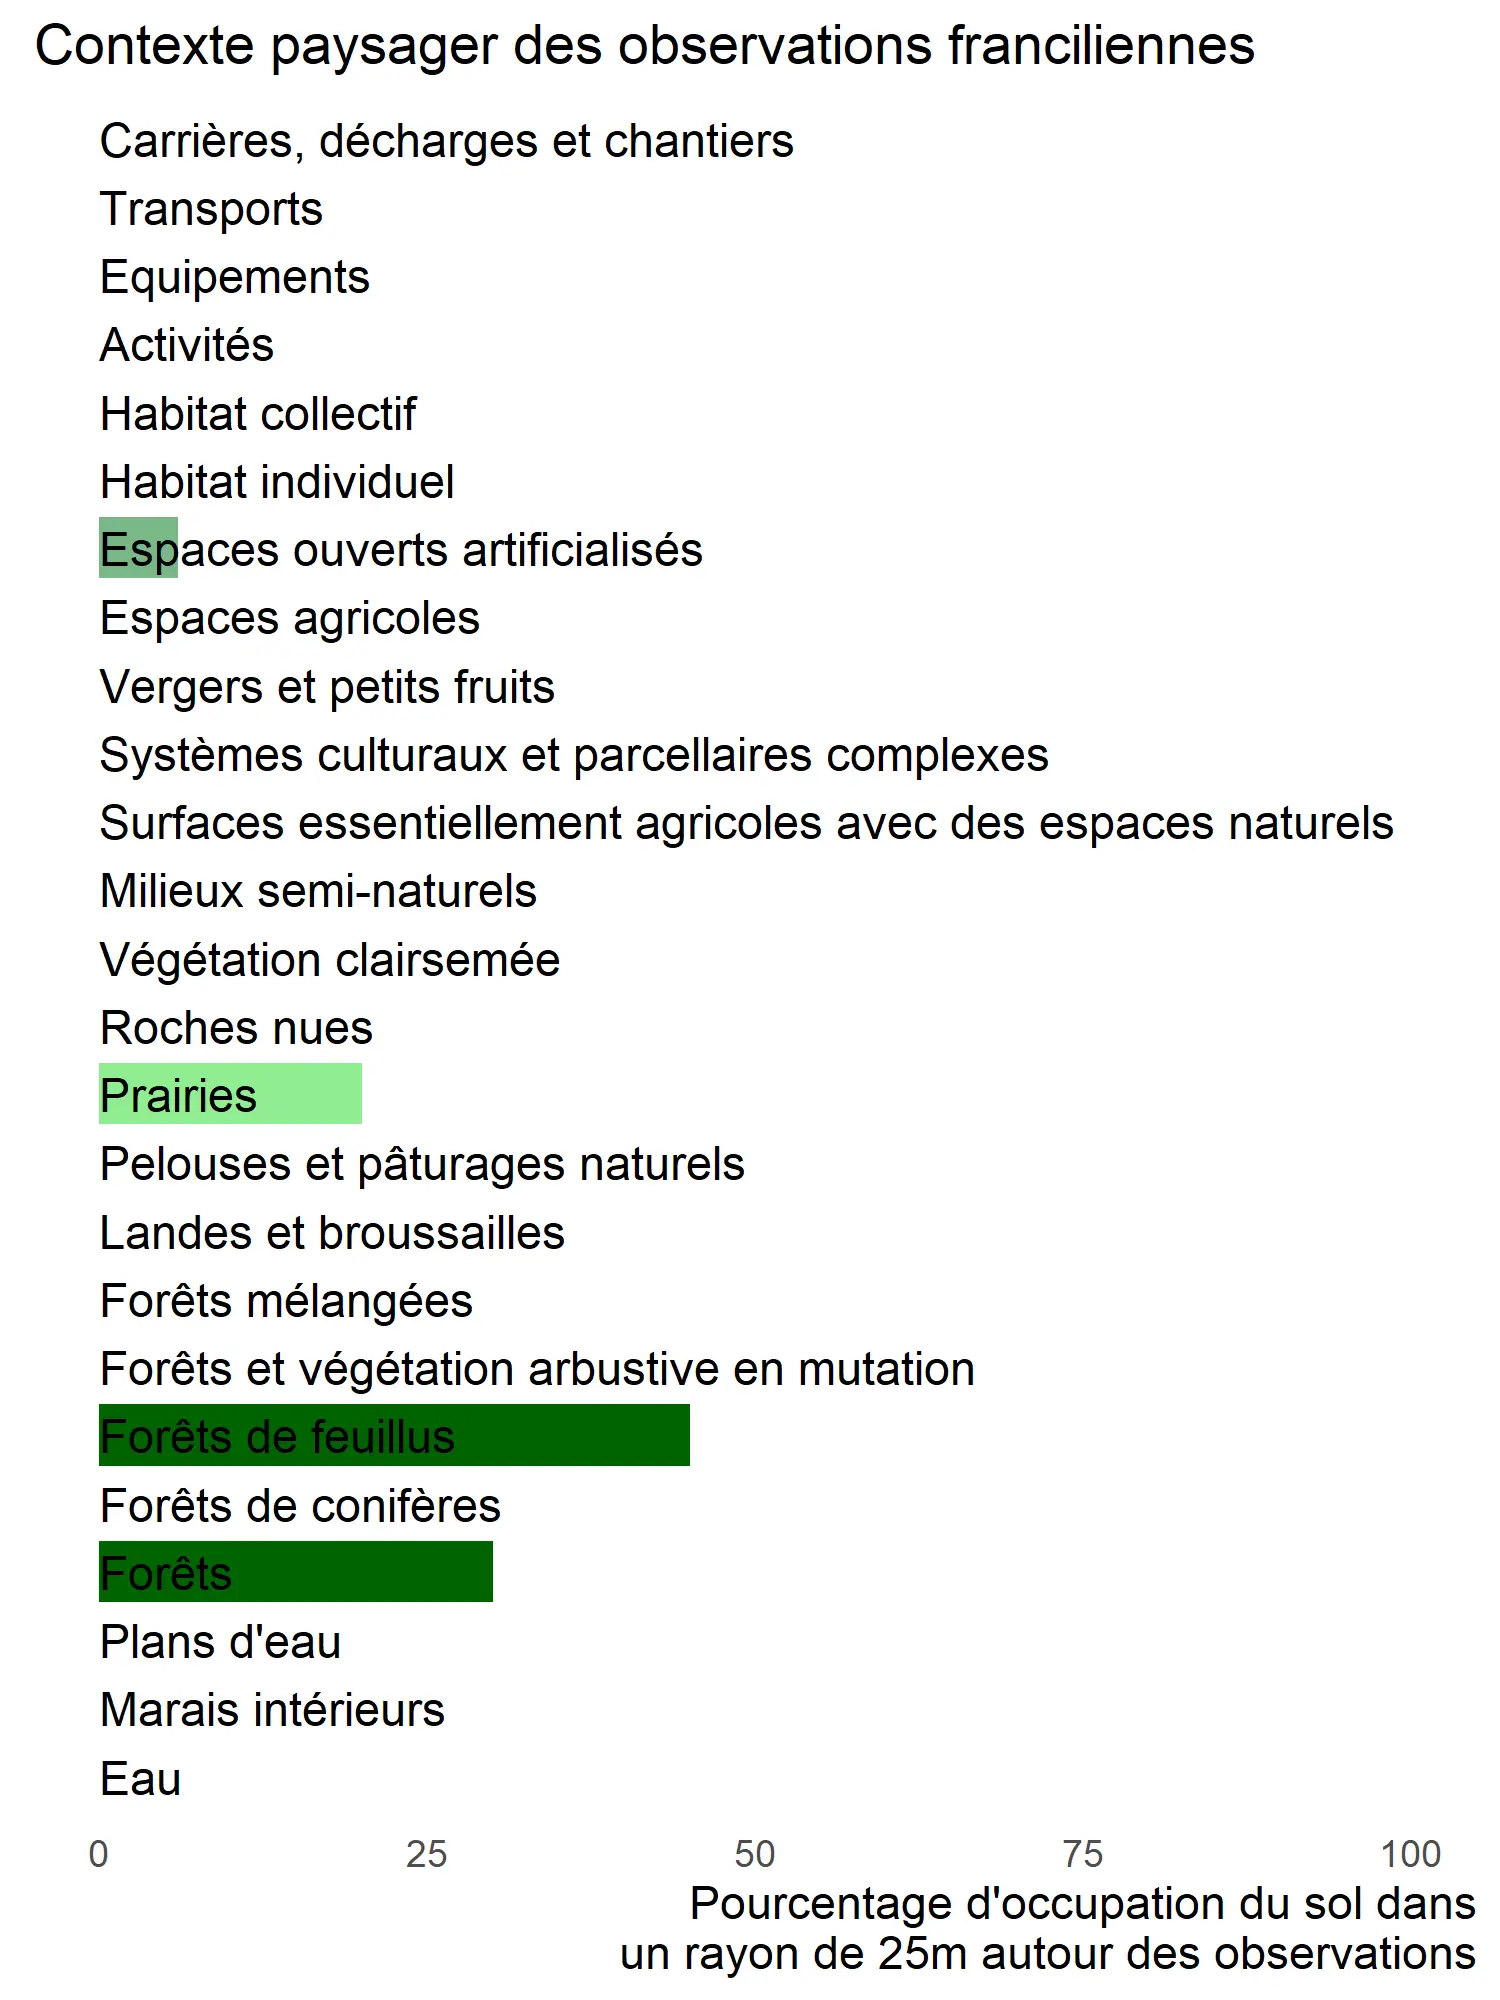 Contexte paysager des observations franciliennes
Carrières, décharges et chantiers
Transports
Equipements
Activités
Habitat collectif
Habitat individuel
Espaces ouverts artificialisés
Espaces agricoles
Vergers et petits fruits
Systèmes culturaux et parcellaires complexes
Surfaces essentiellement agricoles avec des espaces naturels
Milieux semi-naturels
Végétation clairsemée
Roches nues
Prairies
Pelouses et pâturages naturels
Landes et broussailles
Forêts mélangées
Forêts et végétation arbustive en mutation
Forêts de feuillus
Forêts de conifères
Forêts
Plans d'eau
Marais intérieurs
Eau
0 25 50 75 100
Pourcentage d'occupation du sol dans
un rayon de 25m autour des observations